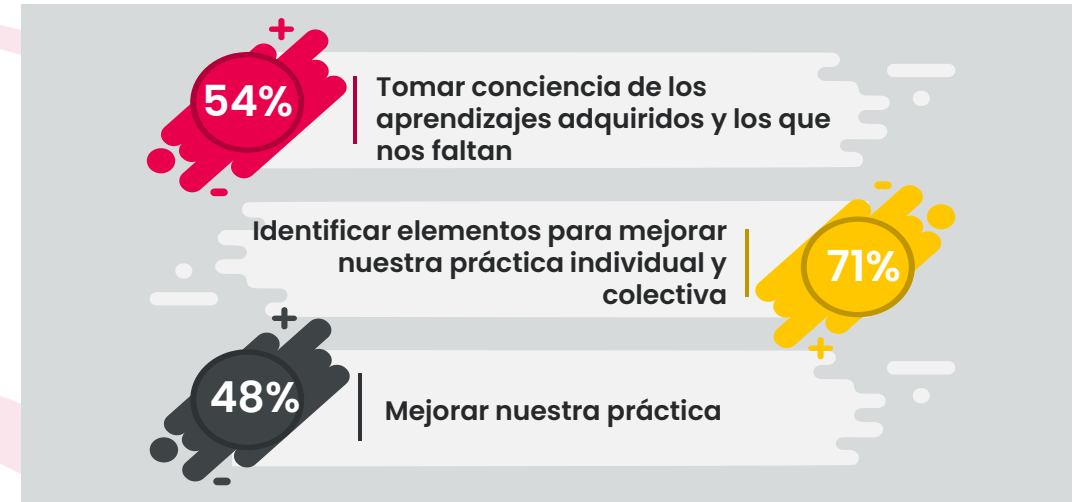 54%
Tomar conciencia de los
aprendizajes adquiridos y los que
nos faltan
Identificar elementos para mejorar
nuestra práctica individual y
colectiva
71%
48%
Mejorar nuestra práctica